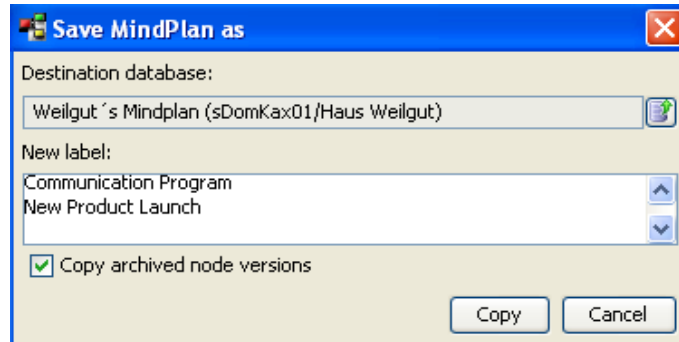 Save MindPlan as
Destination database:
Weilgut´s Mindplan (sDomKax01/Haus Weilgut)
New label:
Communication Program
New Product Launch
Copy archived node versions
Copy Cancel